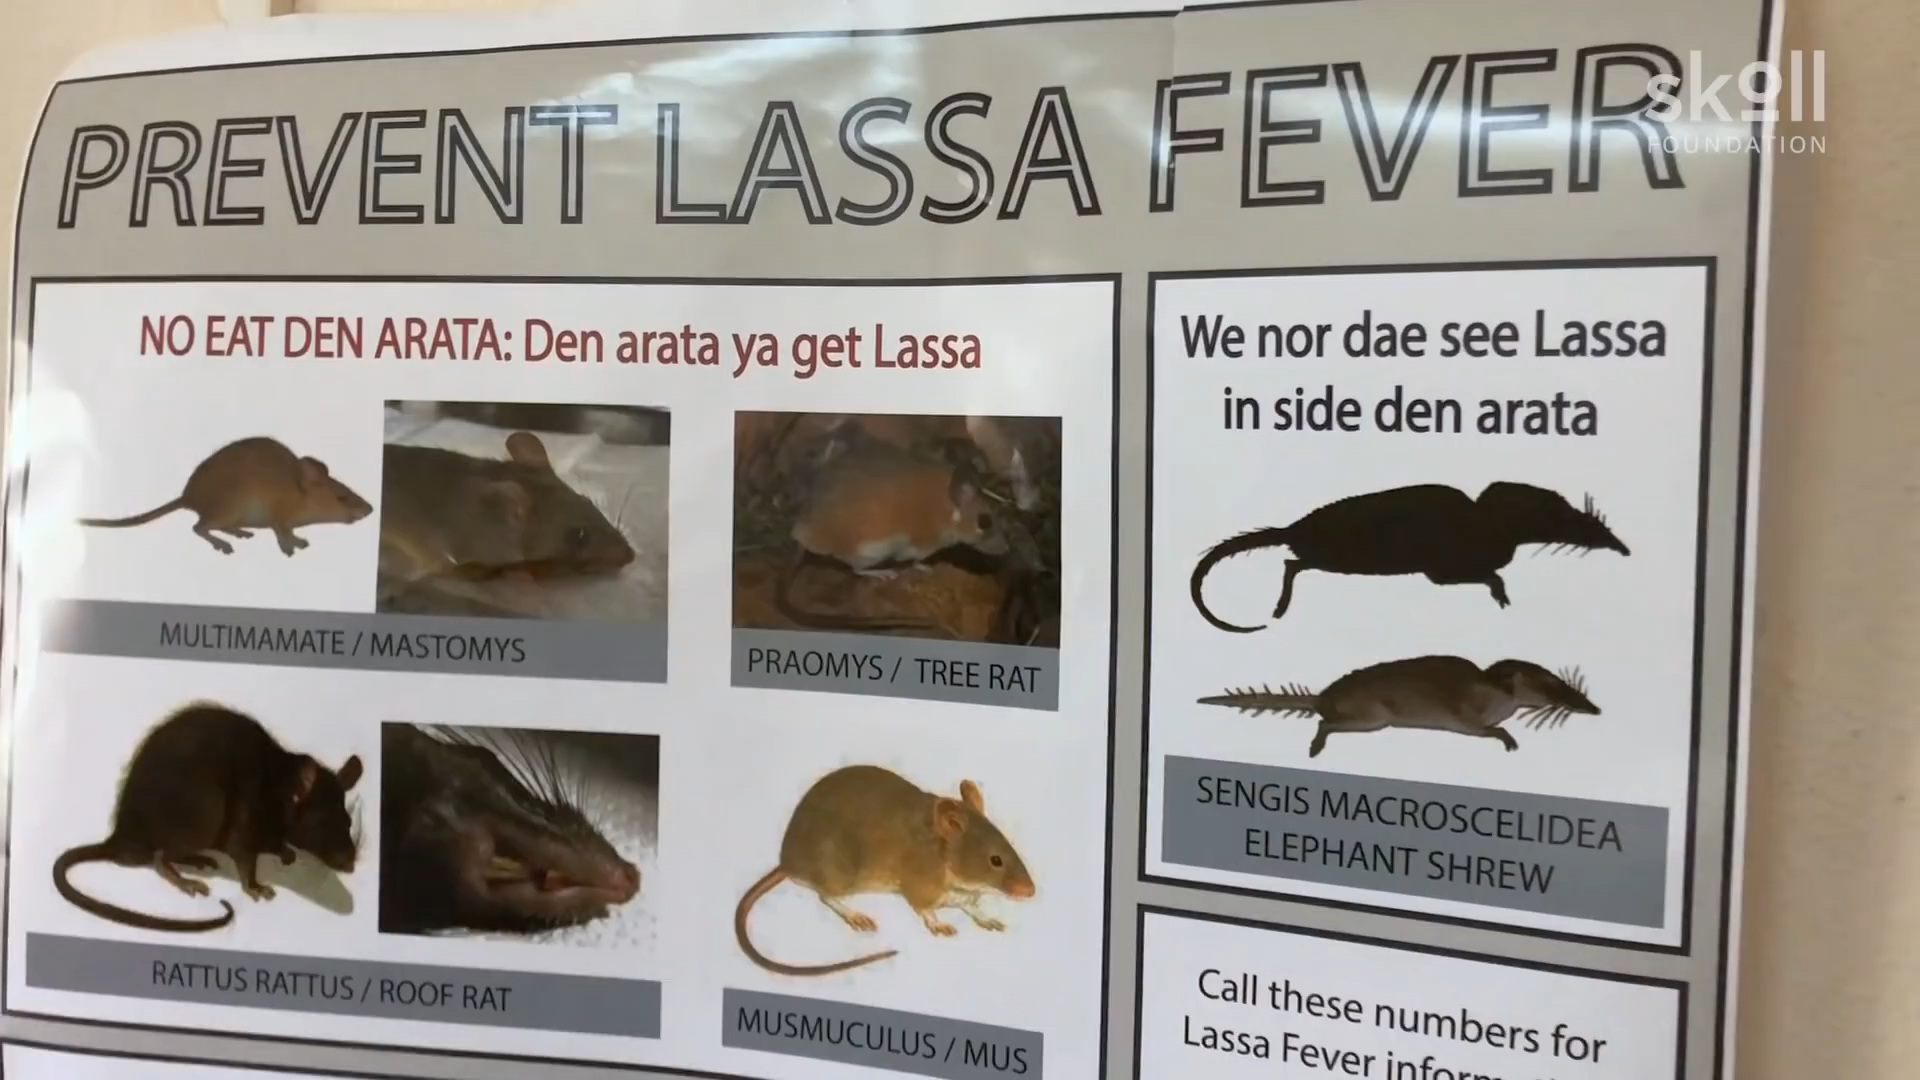 PREVENT LASSA FEVER
skoll
FOUNDATION
NO EAT DEN ARATA: Den arata ya get Lassa
MULTIMAMATE / MASTOMYS
PRAOMYS / TREE RAT
RATTUS RATTUS / ROOF RAT
MUSMUCULUS / MUS
We nor dae see Lassa
in side den arata
SENGIS MACROSCELIDEA
ELEPHANT SHREW
Call these numbers for
Lassa Fever